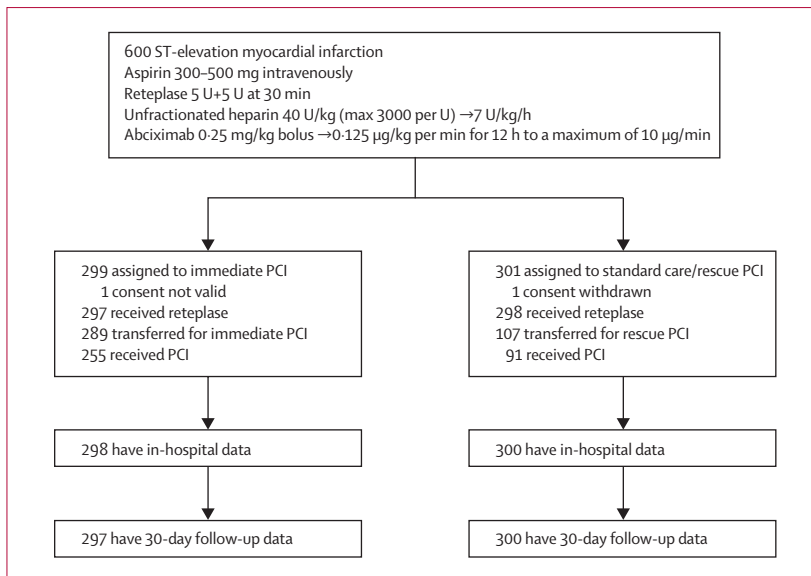 600 ST-elevation myocardial infarction
Aspirin 300–500 mg intravenously
Reteplase 5 U+5 U at 30 min
Unfractionated heparin 40 U/kg (max 3000 per U) →7 U/kg/h
Abciximab 0·25 mg/kg bolus →0·125 µg/kg per min for 12 h to a maximum of 10 µg/min
299 assigned to immediate PCI
1 consent not valid
297 received reteplase
289 transferred for immediate PCI
255 received PCI
301 assigned to standard care/rescue PCI
1 consent withdrawn
298 received reteplase
107 transferred for rescue PCI
91 received PCI
298 have in-hospital data
300 have in-hospital data
297 have 30-day follow-up data
300 have 30-day follow-up data